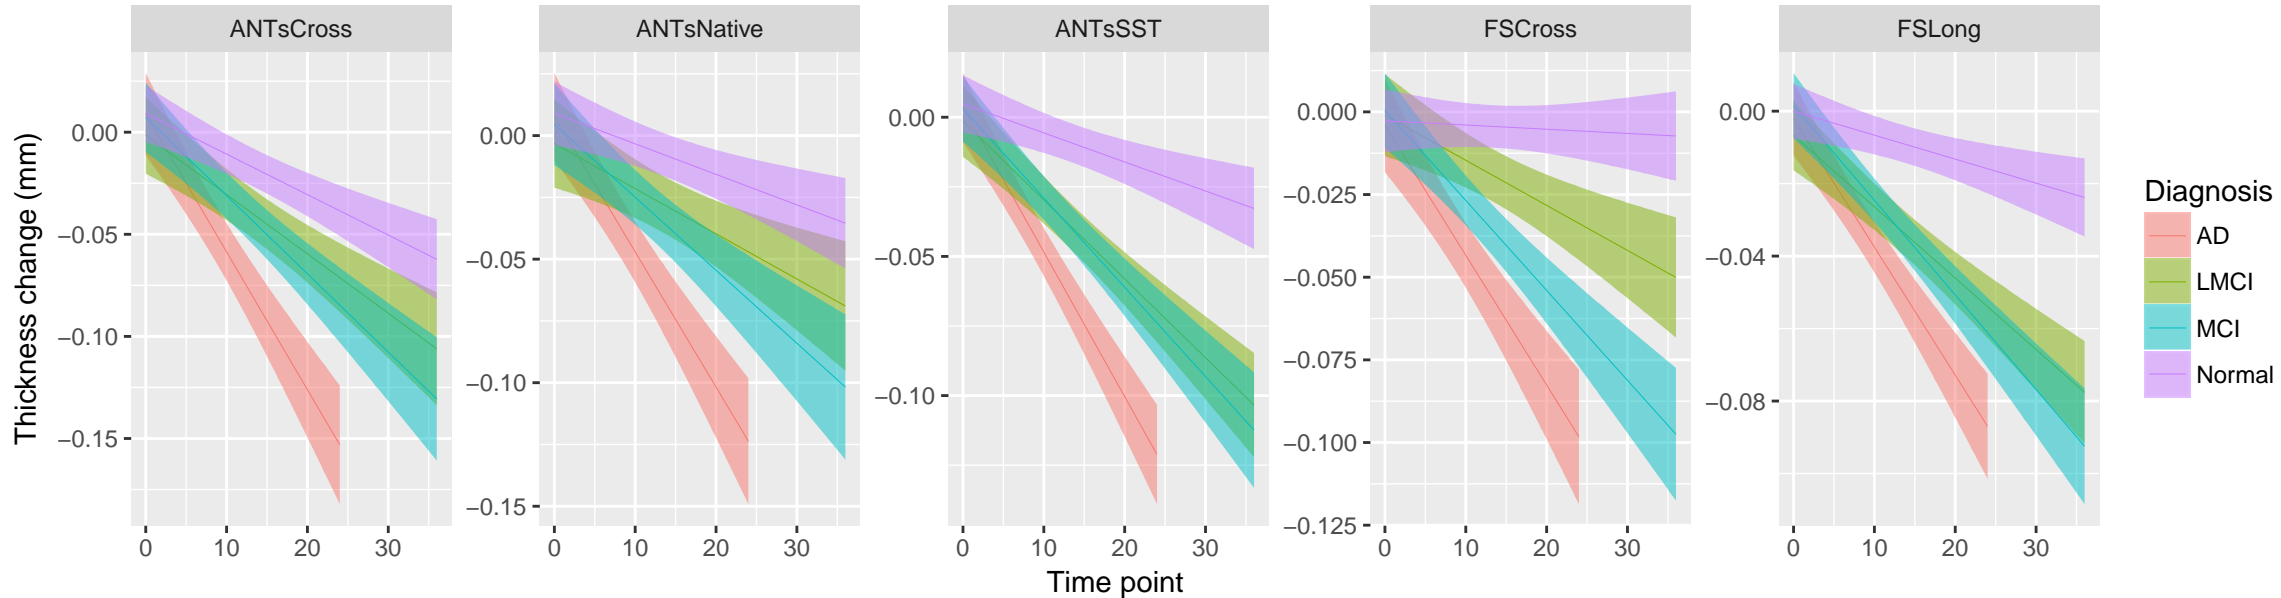 ANTsCross ANTsNative ANTsSST FSCross FSLong
Thickness change (mm)
0.00
−0.05
−0.10
−0.15
0 10 20 30
0.00
−0.05
−0.10
−0.15
0 10 20 30
0.00
−0.05
−0.10
0 10 20 30
0.000
−0.025
−0.050
−0.075
−0.100
−0.125
0 10 20 30
0.00
−0.04
−0.08
0 10 20 30
Time point
Diagnosis
AD
LMCI
MCI
Normal